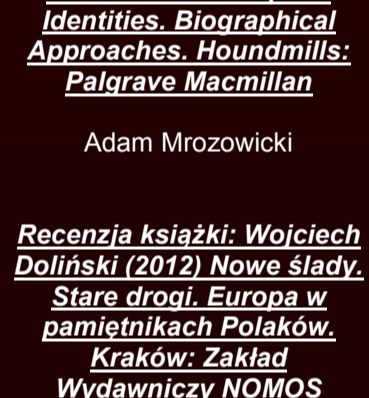 Identities. Biographical
Approaches. Houndmills:
Palgrave Macmillan
Adam Mrozowicki
Recenzja książki: Wojciech
Doliński (2012) Nowe ślady.
Stare drogi. Europa w
pamiętnikach Polaków.
Kraków: Zakład
Wydawniczy NOMOS